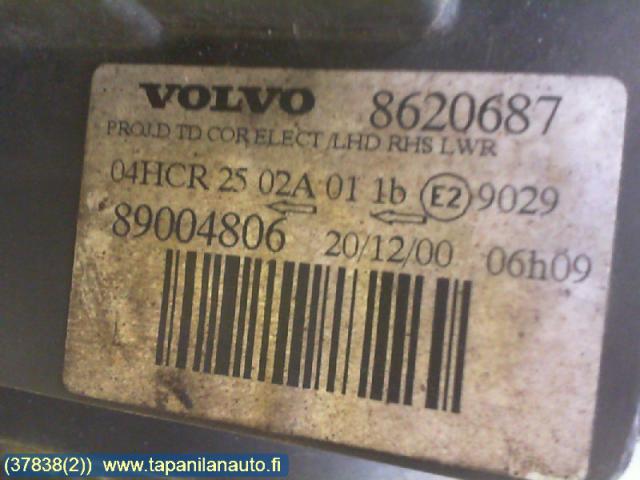 VOLVO 8620687
PROJ.D TD COR ELECT /LHD RHS LWR
04HCR 25 02A 01 1b E2 9029
89004806 20/12/00 06h09
(37838(2)) www.tapanilanauto.fi